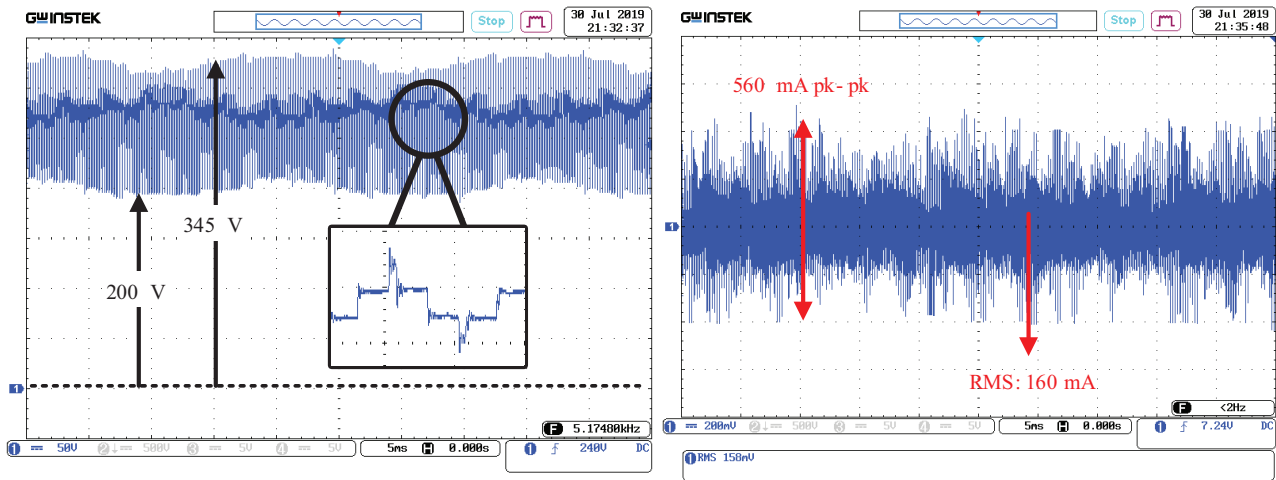 GWINSTEK
Stop
30 Jul 2019
21:32:37
345 V
200 V
1
F 5.17480kHz
1 50V 2 500V 3 5V 4 5V 5ms H 0.000s 1 240V DC
GWINSTEK
Stop
30 Jul 2019
21:35:48
560 mA pk-pk
1
RMS: 160 mA
F <2Hz
1 200mV 2 500V 3 5V 4 5V 5ms H 0.000s 1 7.24V DC
1 RMS 158mV